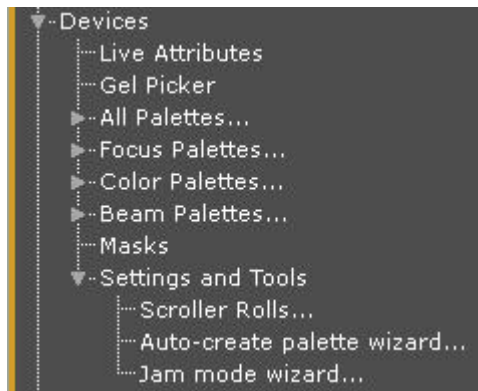 Devices
Live Attributes
Gel Picker
All Palettes...
Focus Palettes...
Color Palettes...
Beam Palettes...
Masks
Settings and Tools
Scroller Rolls...
Auto-create palette wizard...
Jam mode wizard...